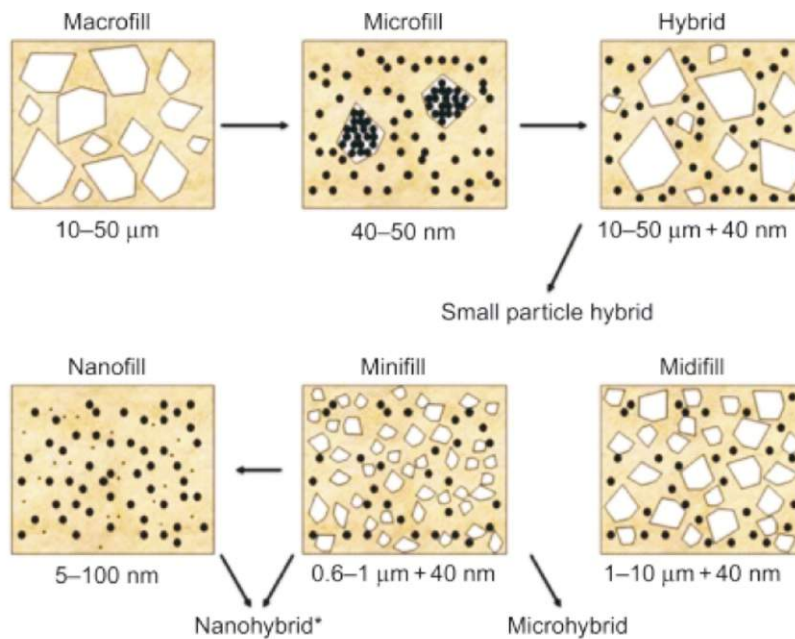 Macrofill
Microfill
Hybrid
10–50 μm
40–50 nm
10–50 μm + 40 nm
Small particle hybrid
Nanofill
Minifill
Midifill
5–100 nm
0.6–1 μm + 40 nm
1–10 μm + 40 nm
Nanohybrid*
Microhybrid